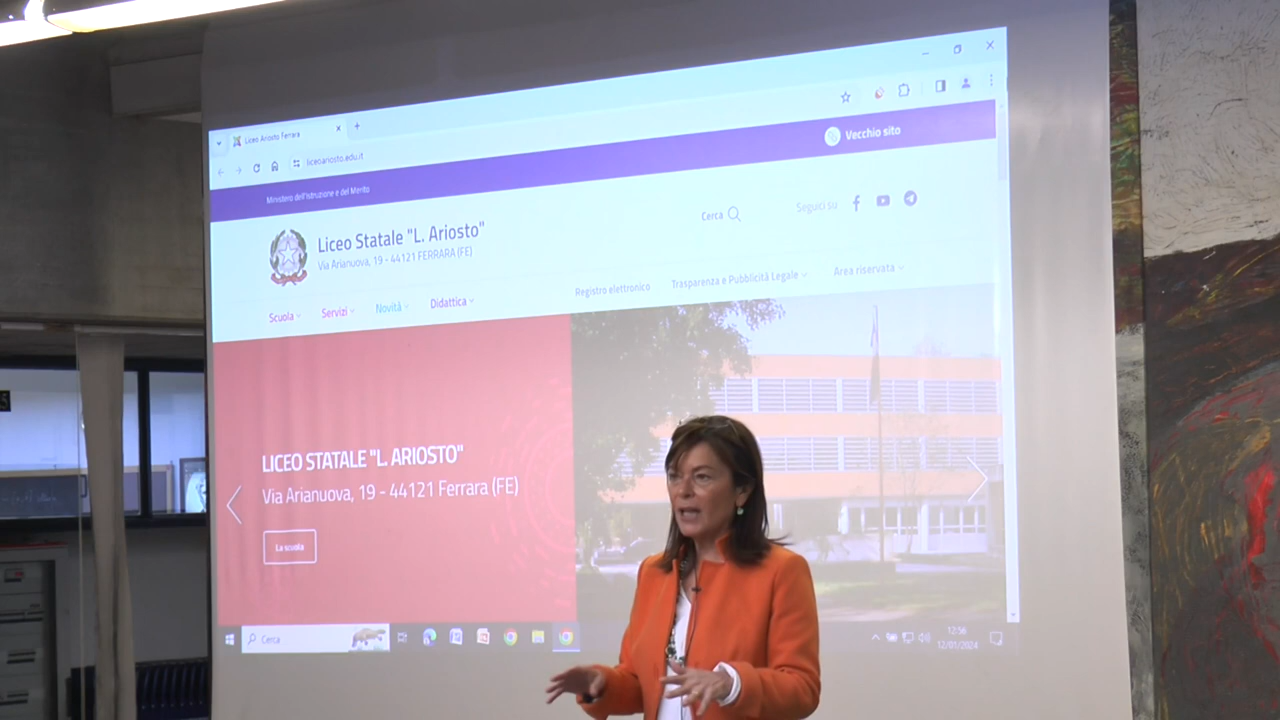 Liceo Ariosto Ferrara
liceoariosto.edu.it
Ministero dell'Istruzione e del Merito
Vecchio sito
Liceo Statale "L. Ariosto"
Via Arianuova, 19 - 44121 FERRARA (FE)
Cerca
Seguici su
Scuola
Servizi
Novità
Didattica
Registro elettronico
Trasparenza e Pubblicità Legale
Area riservata
LICEO STATALE "L. ARIOSTO"
Via Arianuova, 19 - 44121 Ferrara (FE)
La scuola
Cerca
12:56
12/01/2024